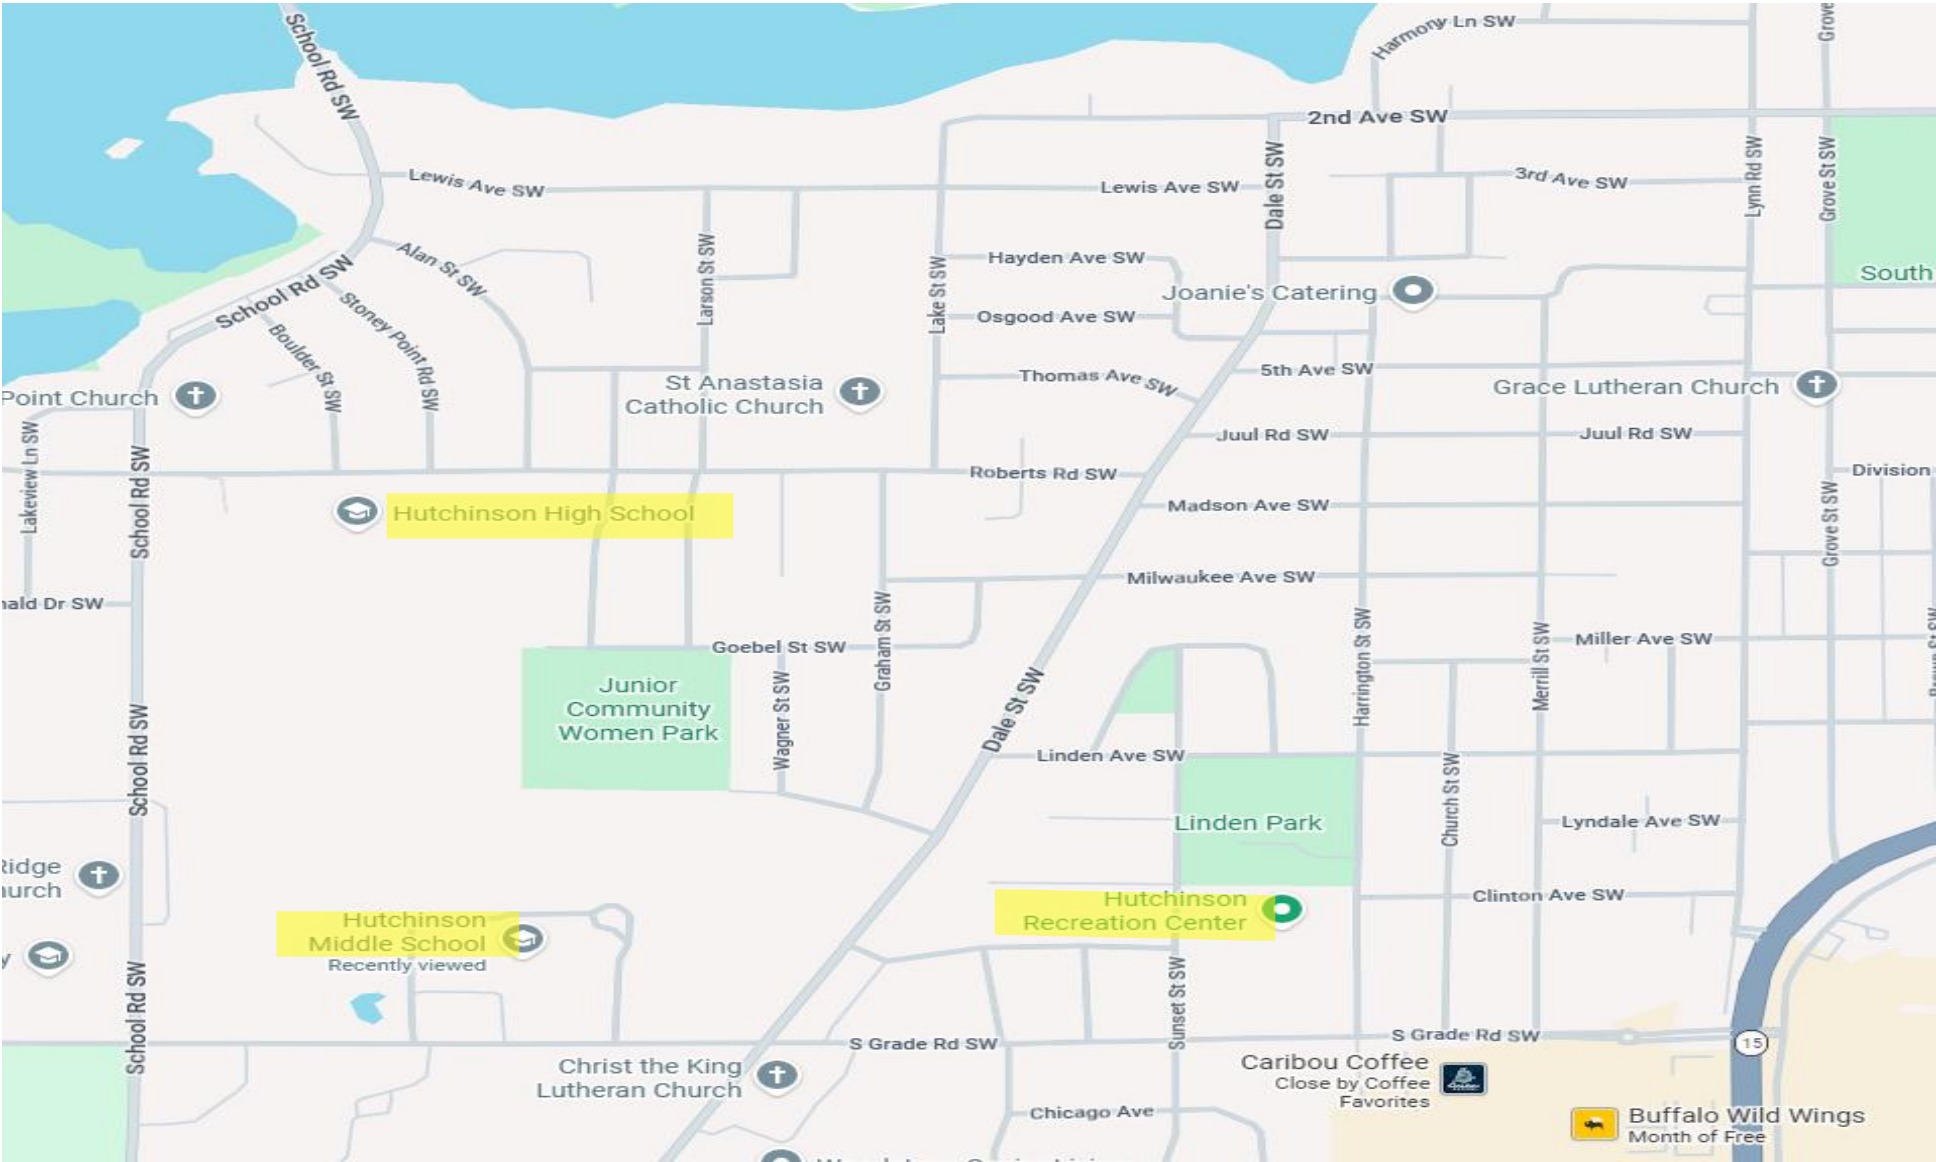 School Rd SW
Harmony Ln SW
Grove
2nd Ave SW
Lewis Ave SW
Lewis Ave SW
Dale St SW
3rd Ave SW
Lynn Rd SW
Grove St SW
Alan St SW
Larson St SW
Lake St SW
Hayden Ave SW
South
School Rd SW
Stoney Point Rd SW
Joanie's Catering
Boulder St SW
Osgood Ave SW
5th Ave SW
Thomas Ave SW
Point Church
St Anastasia
Catholic Church
Grace Lutheran Church
Lakeview Ln SW
School Rd SW
Juul Rd SW
Juul Rd SW
Roberts Rd SW
Division
Hutchinson High School
Madson Ave SW
Grove St SW
Milwaukee Ave SW
nald Dr SW
Graham St SW
Goebel St SW
Harrington St SW
Merrill St SW
Miller Ave SW
Junior
Community
Women Park
Wagner St SW
Dale St SW
School Rd SW
Linden Ave SW
Church St SW
Linden Park
Lyndale Ave SW
Ridge
hurch
Hutchinson
Recreation Center
Clinton Ave SW
Hutchinson
Middle School
Recently viewed
y
School Rd SW
Sunset St SW
S Grade Rd SW
S Grade Rd SW
15
Christ the King
Lutheran Church
Caribou Coffee
Close by Coffee
Favorites
Chicago Ave
Buffalo Wild Wings
Month of Free